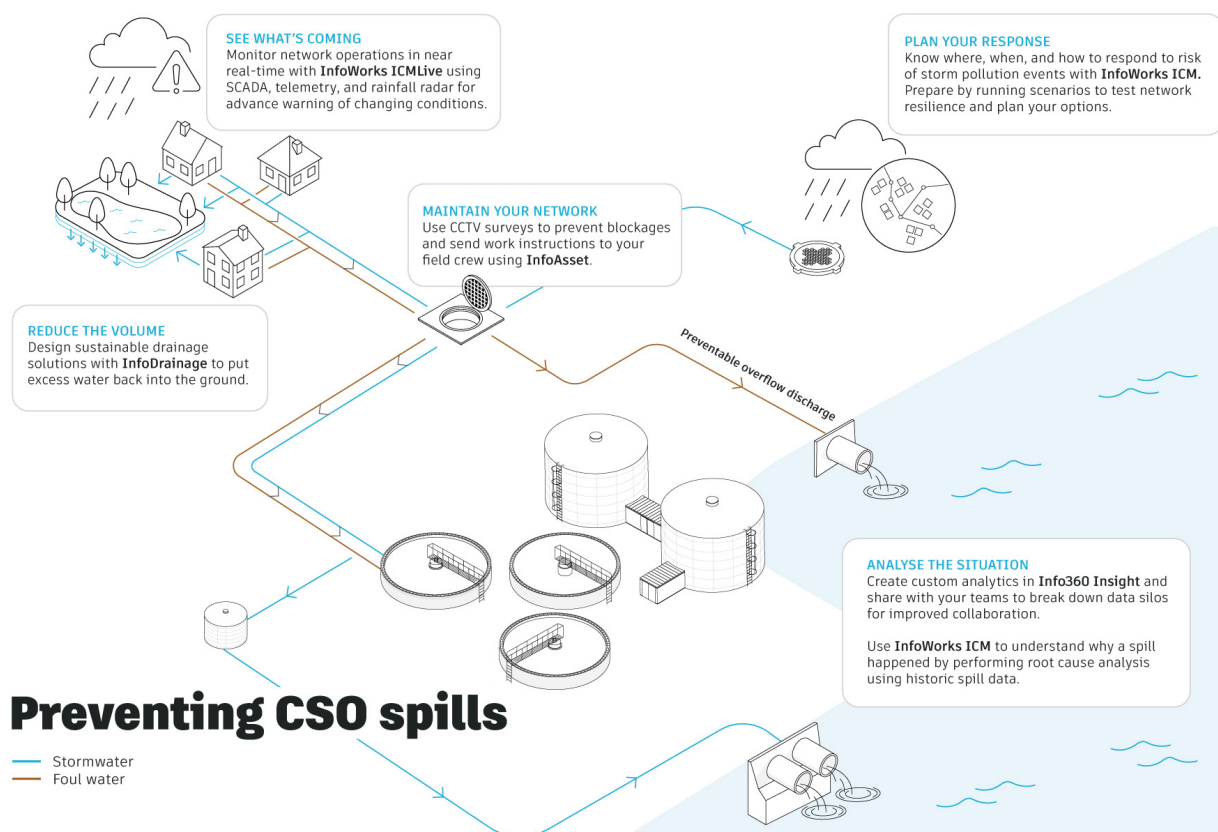 SEE WHAT'S COMING
Monitor network operations in near
real-time with InfoWorks ICMLive using
SCADA, telemetry, and rainfall radar for
advance warning of changing conditions.
PLAN YOUR RESPONSE
Know where, when, and how to respond to risk
of storm pollution events with InfoWorks ICM.
Prepare by running scenarios to test network
resilience and plan your options.
MAINTAIN YOUR NETWORK
Use CCTV surveys to prevent blockages
and send work instructions to your
field crew using InfoAsset.
REDUCE THE VOLUME
Design sustainable drainage
solutions with InfoDrainage to put
excess water back into the ground.
Preventable overflow discharge
ANALYSE THE SITUATION
Create custom analytics in Info360 Insight and
share with your teams to break down data silos
for improved collaboration.
Use InfoWorks ICM to understand why a spill
happened by performing root cause analysis
using historic spill data.
Preventing CSO spills
Stormwater
Foul water